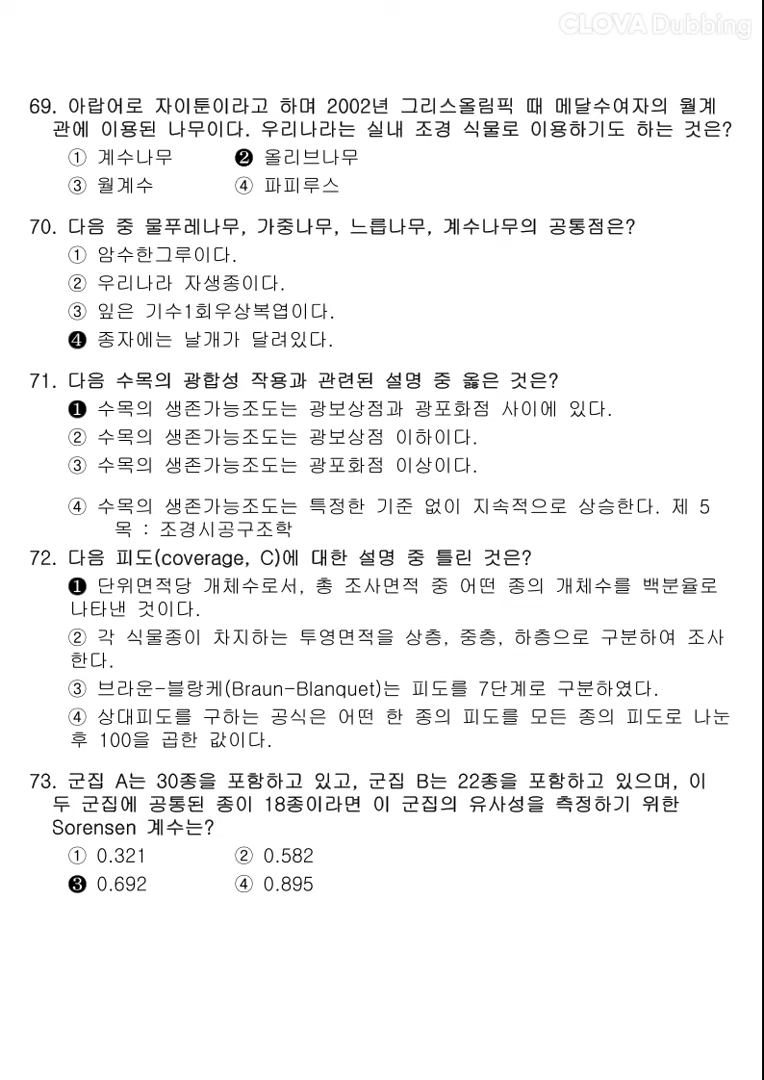 CLOVA Dubbing
69. 아랍어로 자이툰이라고 하며 2002년 그리스올림픽 때 메달수여자의 월계
관에 이용된 나무이다. 우리나라는 실내 조경 식물로 이용하기도 하는 것은?
① 계수나무 ❷ 올리브나무
③ 월계수 ④ 파피루스
70. 다음 중 물푸레나무, 가중나무, 느릅나무, 계수나무의 공통점은?
① 암수한그루이다.
② 우리나라 자생종이다.
③ 잎은 기수1회우상복엽이다.
❹ 종자에는 날개가 달려있다.
71. 다음 수목의 광합성 작용과 관련된 설명 중 옳은 것은?
❶ 수목의 생존가능조도는 광보상점과 광포화점 사이에 있다.
② 수목의 생존가능조도는 광보상점 이하이다.
③ 수목의 생존가능조도는 광포화점 이상이다.
④ 수목의 생존가능조도는 특정한 기준 없이 지속적으로 상승한다. 제 5
목 : 조경시공구조학
72. 다음 피도(coverage, C)에 대한 설명 중 틀린 것은?
❶ 단위면적당 개체수로서, 총 조사면적 중 어떤 종의 개체수를 백분율로
나타낸 것이다.
② 각 식물종이 차지하는 투영면적을 상층, 중층, 하층으로 구분하여 조사
한다.
③ 브라운-블랑케(Braun-Blanquet)는 피도를 7단계로 구분하였다.
④ 상대피도를 구하는 공식은 어떤 한 종의 피도를 모든 종의 피도로 나눈
후 100을 곱한 값이다.
73. 군집 A는 30종을 포함하고 있고, 군집 B는 22종을 포함하고 있으며, 이
두 군집에 공통된 종이 18종이라면 이 군집의 유사성을 측정하기 위한
Sorensen 계수는?
① 0.321 ② 0.582
❸ 0.692 ④ 0.895